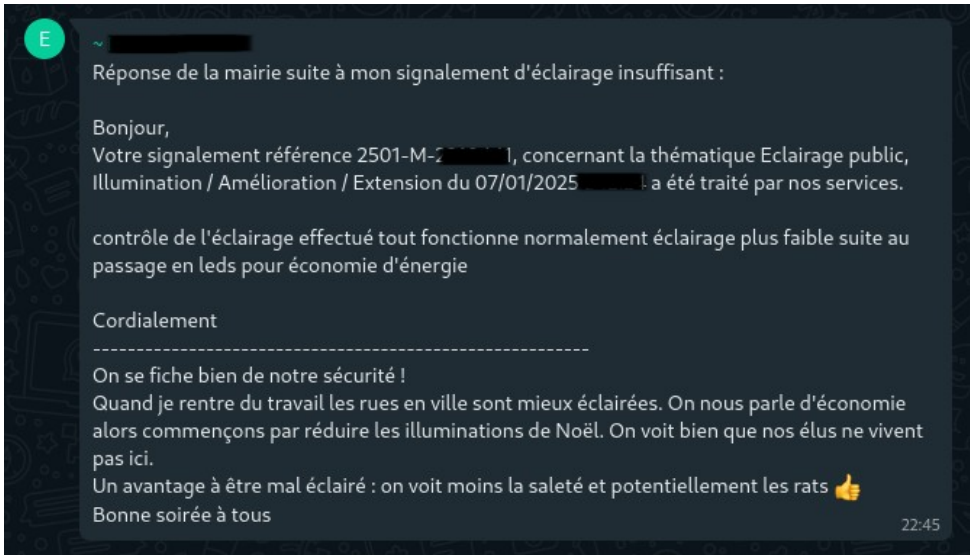 E
~
Réponse de la mairie suite à mon signalement d'éclairage insuffisant :
Bonjour,
Votre signalement référence 2501-M-, concernant la thématique Eclairage public,
Illumination / Amélioration / Extension du 07/01/2025 a été traité par nos services.
contrôle de l'éclairage effectué tout fonctionne normalement éclairage plus faible suite au
passage en leds pour économie d'énergie
Cordialement
---------------------------------------------------------
On se fiche bien de notre sécurité !
Quand je rentre du travail les rues en ville sont mieux éclairées. On nous parle d'économie
alors commençons par réduire les illuminations de Noël. On voit bien que nos élus ne vivent
pas ici.
Un avantage à être mal éclairé : on voit moins la saleté et potentiellement les rats 👍
Bonne soirée à tous
22:45